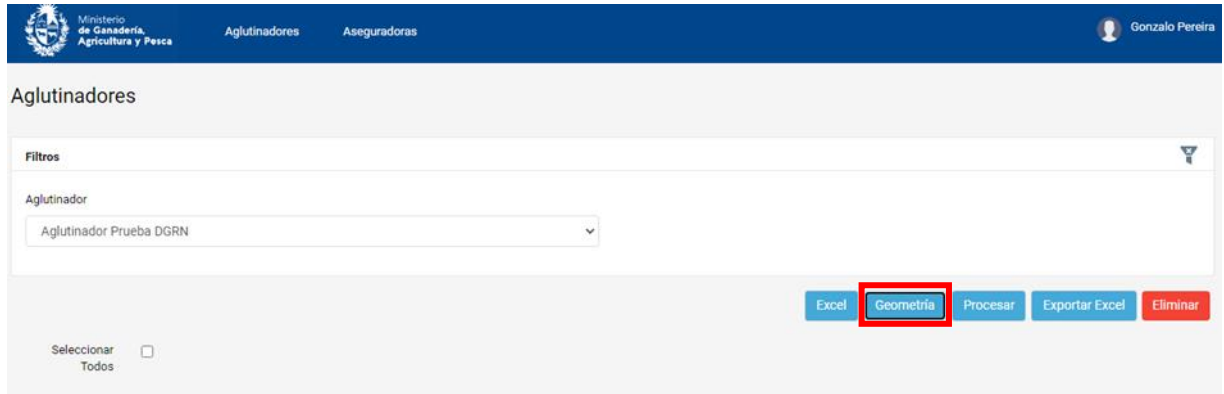 Ministerio
de Ganadería,
Agricultura y Pesca
Aglutinadores Aseguradoras Gonzalo Pereira
Aglutinadores
Filtros
Aglutinador
Aglutinador Prueba DGRN
Excel Geometría Procesar Exportar Excel Eliminar
Seleccionar
Todos